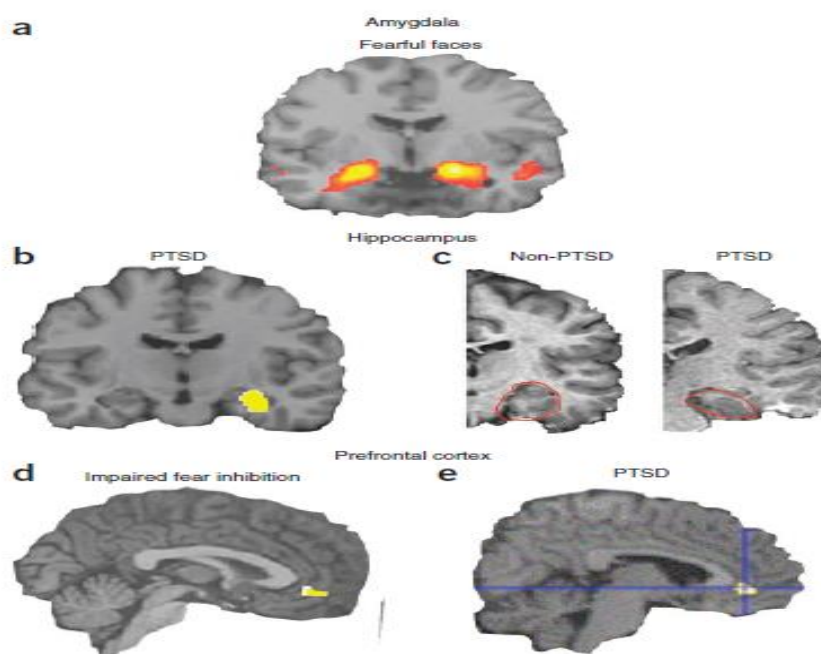 a
Amygdala
Fearful faces
Hippocampus
b
PTSD
c
Non-PTSD
PTSD
Prefrontal cortex
d
Impaired fear inhibition
e
PTSD